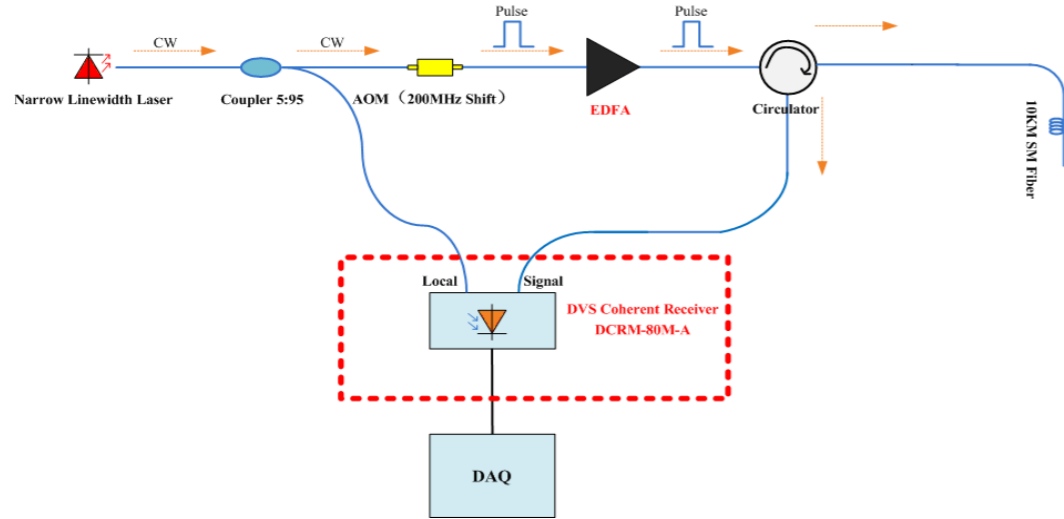 Pulse
Pulse
CW
CW
Narrow Linewidth Laser
Coupler 5:95
AOM（200MHz Shift）
EDFA
Circulator
10KM SM Fiber
Local
Signal
DVS Coherent Receiver
DCRM-80M-A
DAQ